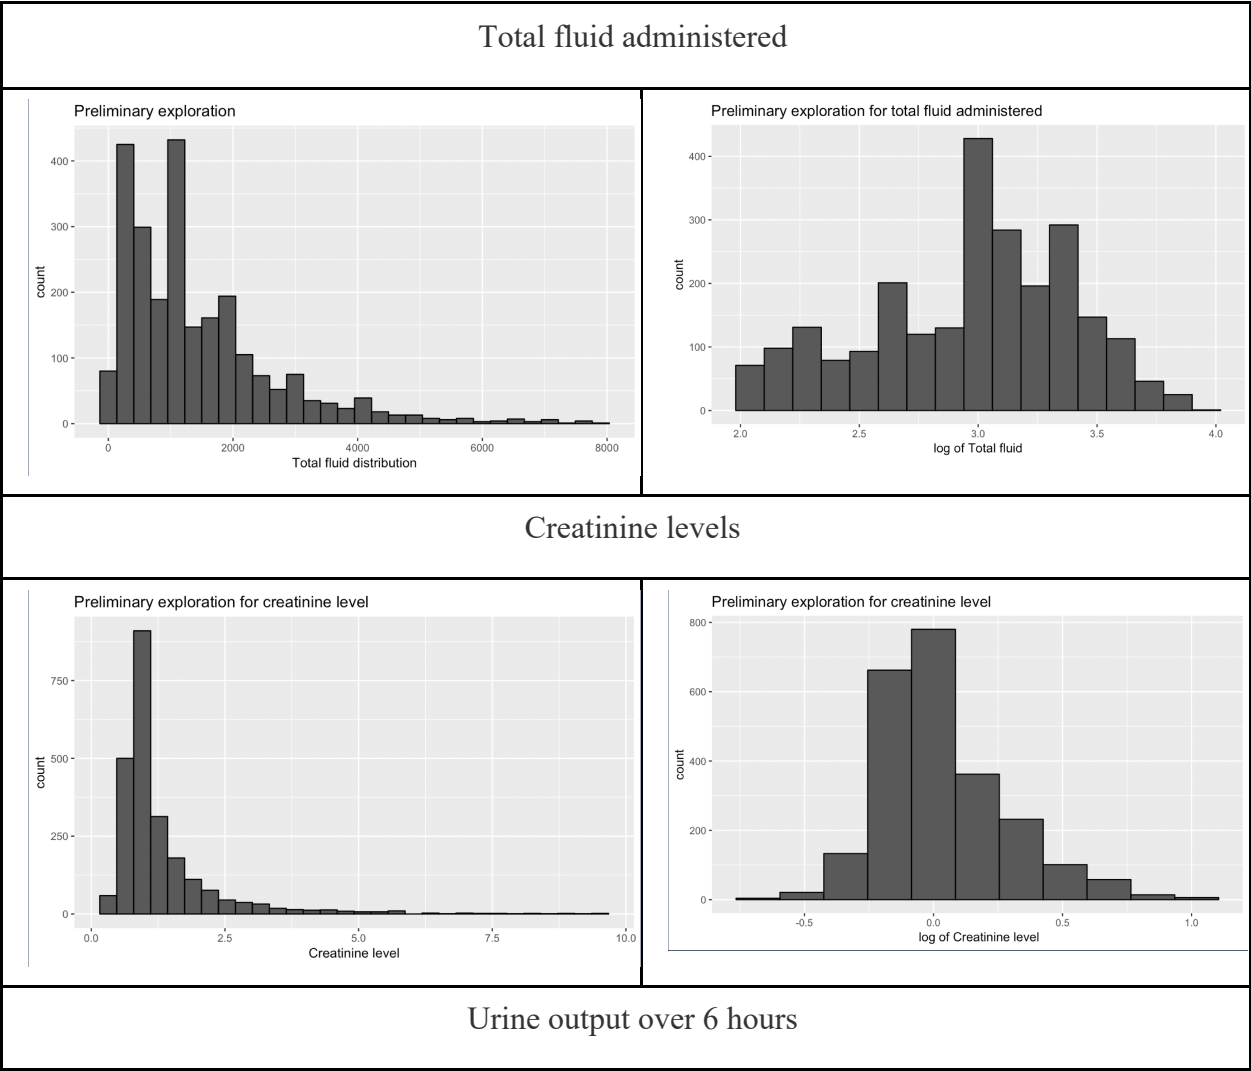 Total fluid administered
Preliminary exploration
400
300
200
100
0
count
0 2000 4000 6000 8000
Total fluid distribution
Preliminary exploration for total fluid administered
400
300
200
100
0
count
2.0 2.5 3.0 3.5 4.0
log of Total fluid
Creatinine levels
Preliminary exploration for creatinine level
750
500
250
0
count
0.0 2.5 5.0 7.5 10.0
Creatinine level
Preliminary exploration for creatinine level
800
600
400
200
0
count
-0.5 0.0 0.5 1.0
log of Creatinine level
Urine output over 6 hours